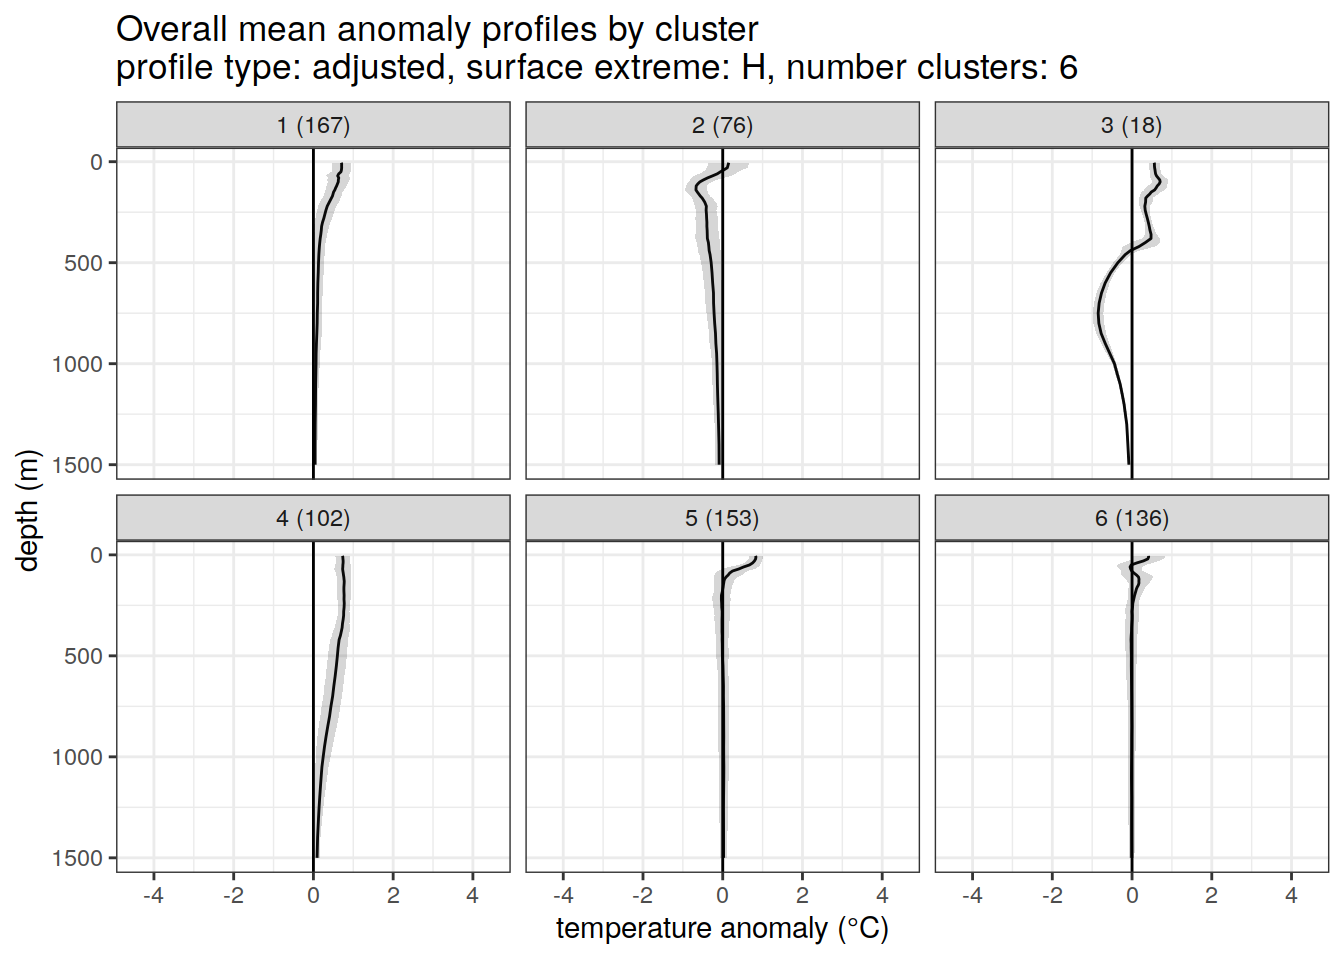 Overall mean anomaly profiles by cluster
profile type: adjusted, surface extreme: H, number clusters: 6
1 (167)
2 (76)
3 (18)
0
500
1000
1500
depth (m)
4 (102)
5 (153)
6 (136)
0
500
1000
1500
-4 -2 0 2 4
-4 -2 0 2 4
-4 -2 0 2 4
temperature anomaly (°C)